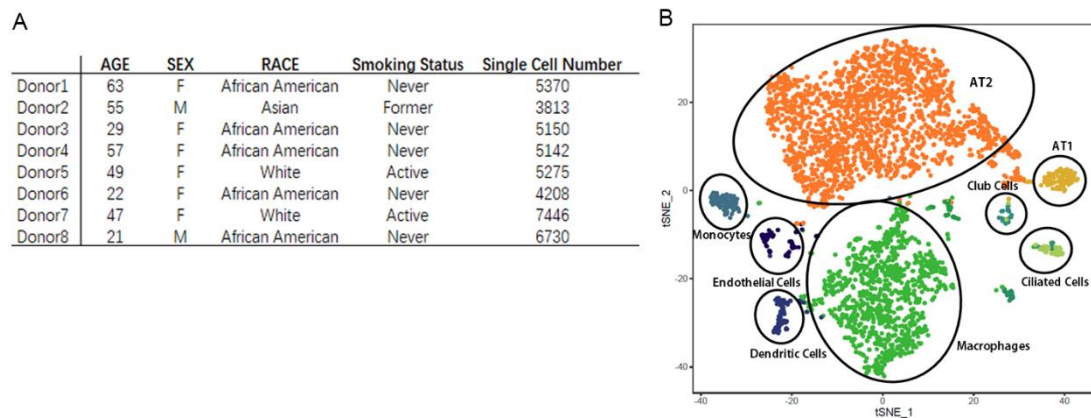 A
AGE SEX RACE Smoking Status Single Cell Number
Donor1 63 F African American Never 5370
Donor2 55 M Asian Former 3813
Donor3 29 F African American Never 5150
Donor4 57 F African American Never 5142
Donor5 49 F White Active 5275
Donor6 22 F African American Never 4208
Donor7 47 F White Active 7446
Donor8 21 M African American Never 6730
B
AT2
20
AT1
Club Cells
0
tSNE_2
Monocytes
-20
Endothelial Cells
Ciliated Cells
Dendritic Cells
Macrophages
-40
-40 -20 0 20 40
tSNE_1